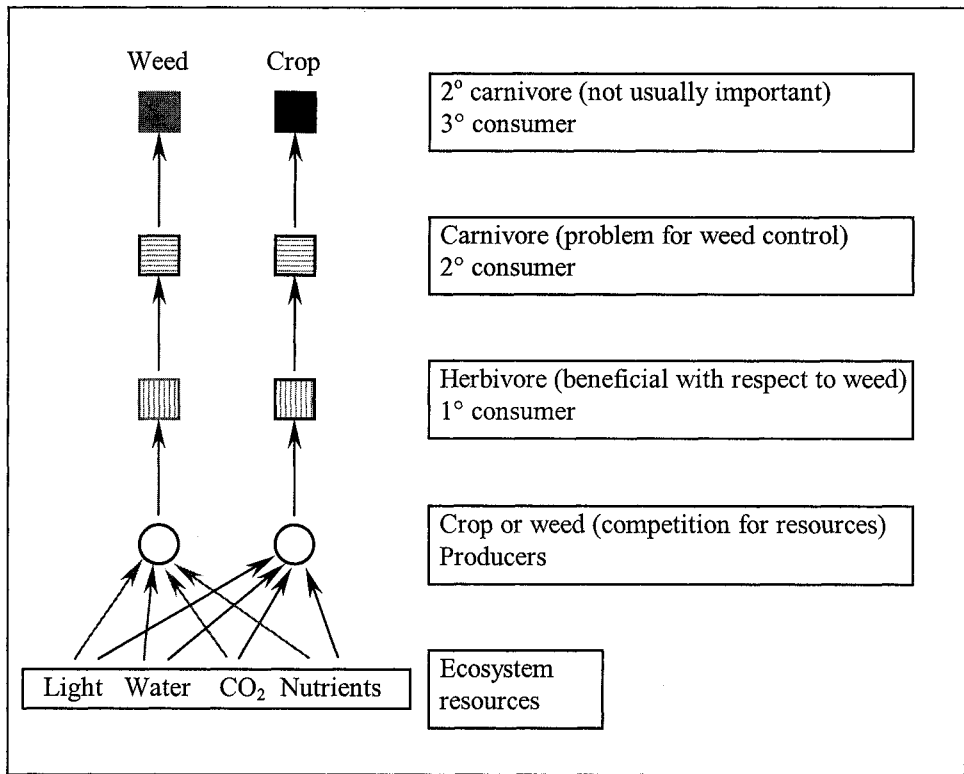 Weed Crop
2° carnivore (not usually important)
3° consumer
Carnivore (problem for weed control)
2° consumer
Herbivore (beneficial with respect to weed)
1° consumer
Crop or weed (competition for resources)
Producers
Light Water CO₂ Nutrients
Ecosystem
resources